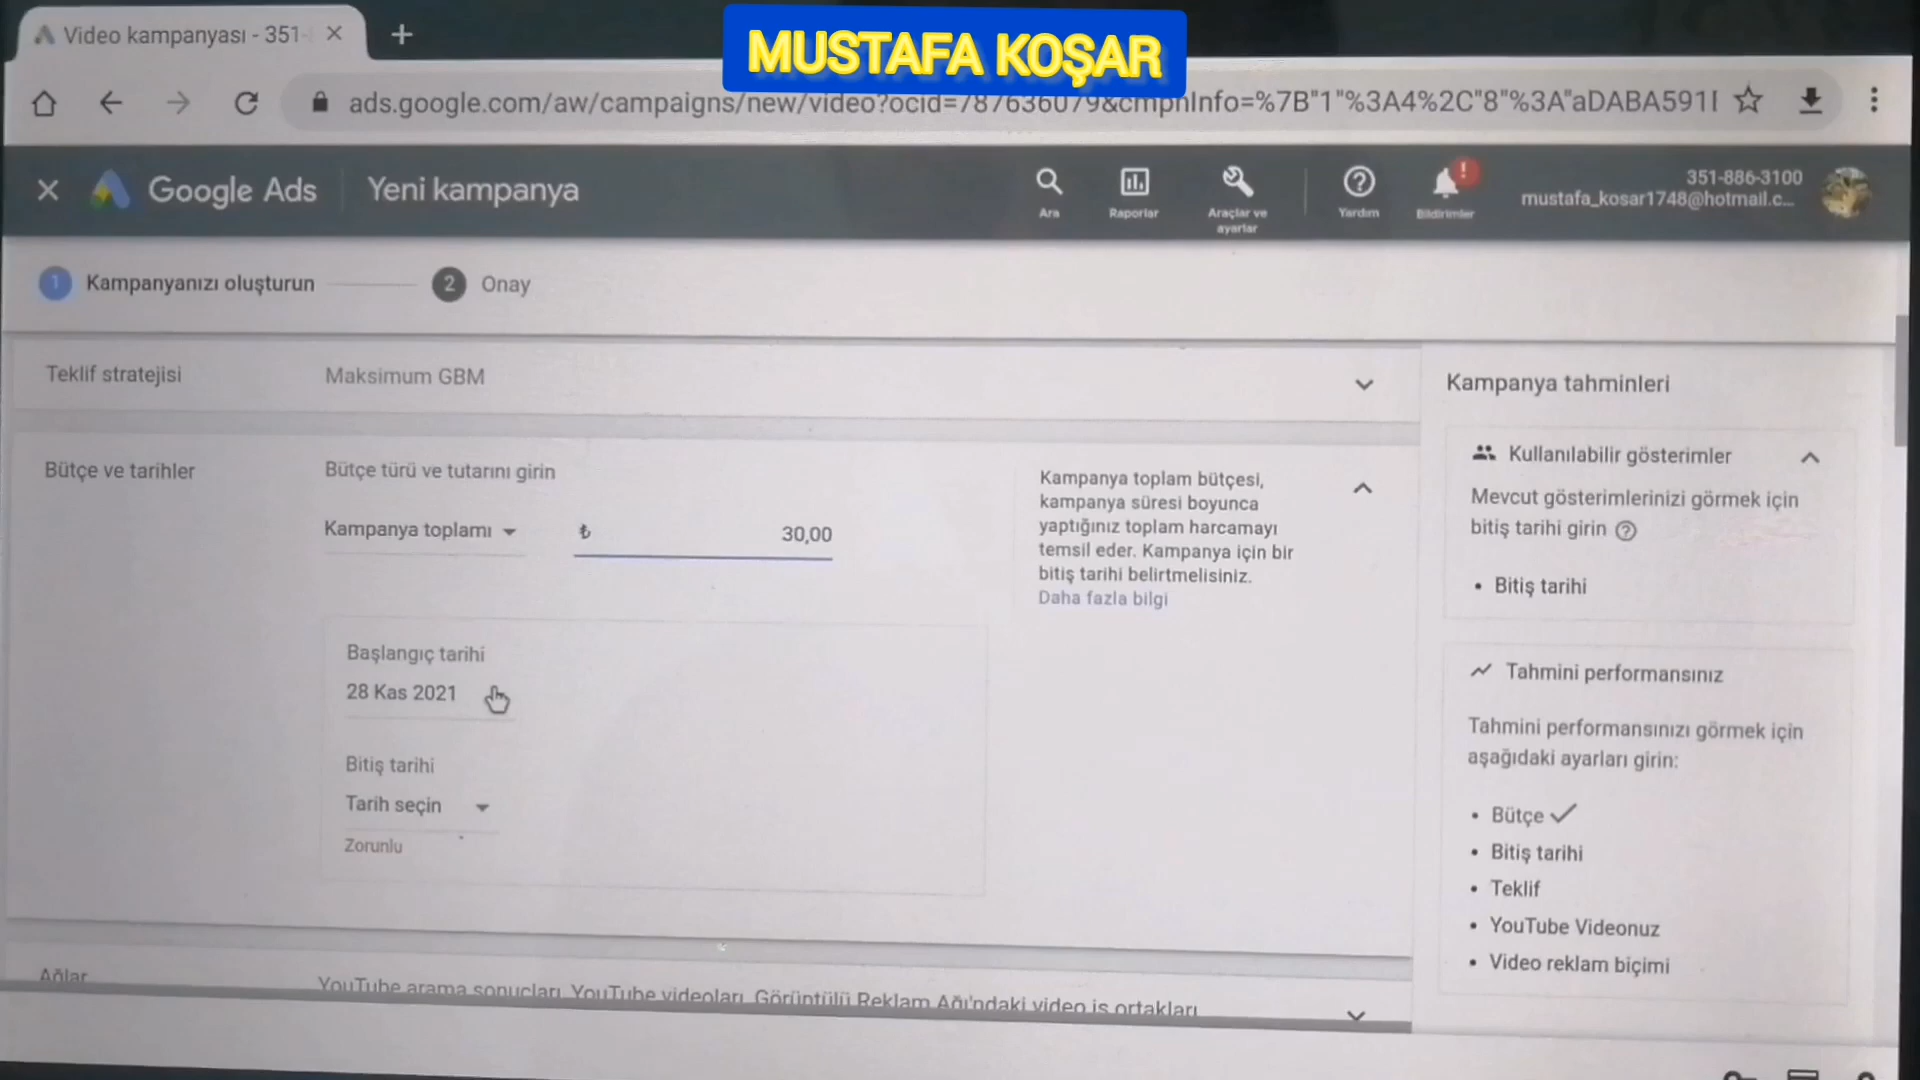 Video kampanyası - 351-
MUSTAFA KOŞAR
ads.google.com/aw/campaigns/new/video?ocid=787636079&cmpnInfo=%7B"1"%3A4%2C"8"%3A"aDABA591
Google Ads
Yeni kampanya
Ara
Raporlar
Araçlar ve ayarlar
Yardım
Bildirimler
351-886-3100
mustafa_kosar1748@hotmail.c...
1 Kampanyanızı oluşturun
2 Onay
Teklif stratejisi
Maksimum GBM
Bütçe ve tarihler
Bütçe türü ve tutarını girin
Kampanya toplamı
₺ 30,00
Kampanya toplam bütçesi,
kampanya süresi boyunca
yaptığınız toplam harcamayı
temsil eder. Kampanya için bir
bitiş tarihi belirtmelisiniz.
Daha fazla bilgi
Başlangıç tarihi
28 Kas 2021
Bitiş tarihi
Tarih seçin
Zorunlu
Ağlar
YouTube arama sonuçları, YouTube videoları, Görüntülü Reklam Ağı'ndaki video iş ortakları
Kampanya tahminleri
Kullanılabilir gösterimler
Mevcut gösterimlerinizi görmek için
bitiş tarihi girin
• Bitiş tarihi
Tahmini performansınız
Tahmini performansınızı görmek için
aşağıdaki ayarları girin:
• Bütçe ✓
• Bitiş tarihi
• Teklif
• YouTube Videonuz
• Video reklam biçimi